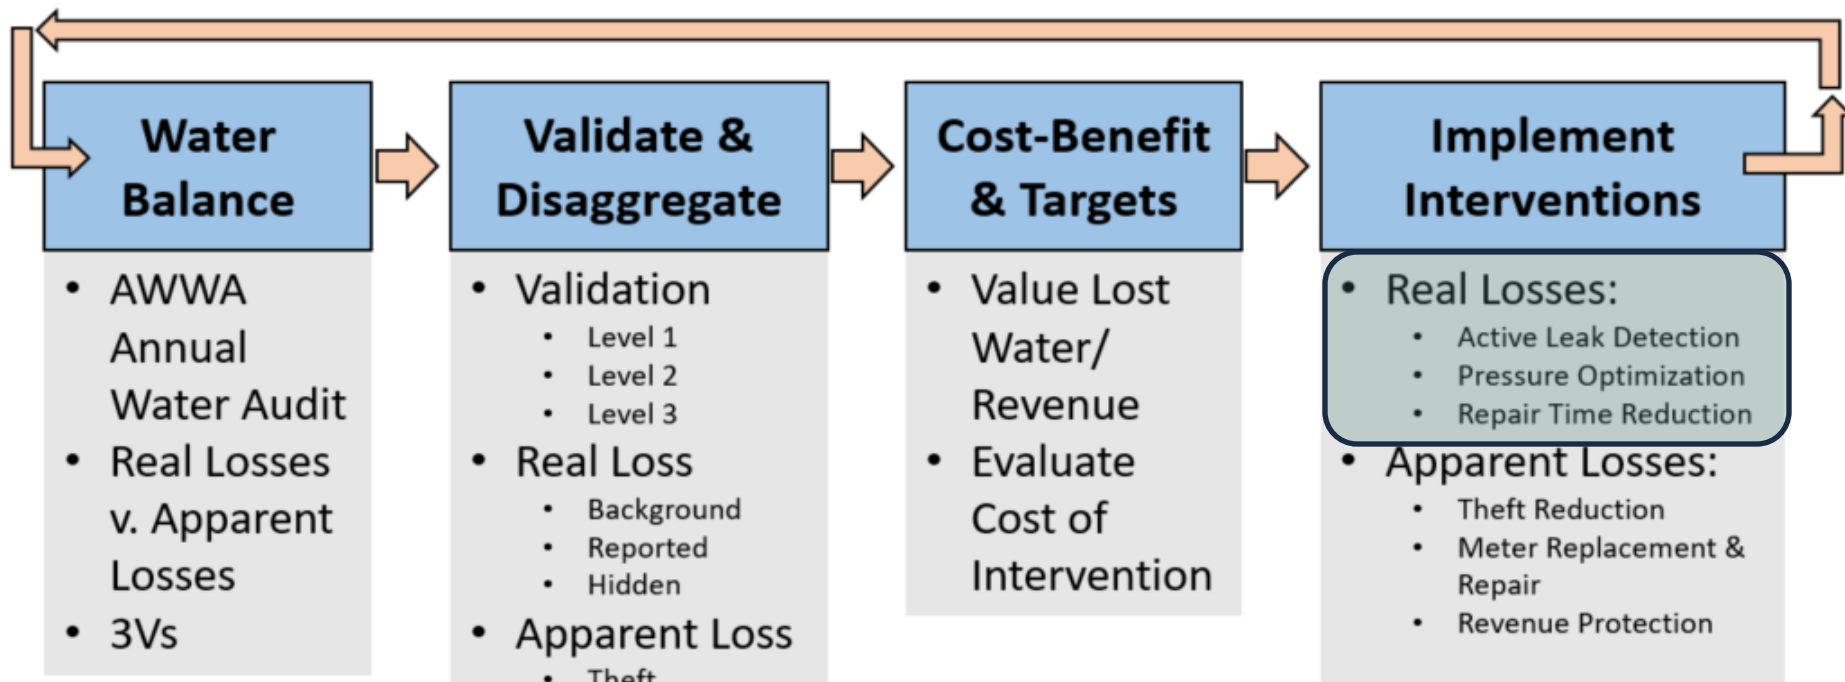 Water
Balance
• AWWA
Annual
Water Audit
• Real Losses
v. Apparent
Losses
• 3Vs
Validate &
Disaggregate
• Validation
• Level 1
• Level 2
• Level 3
• Real Loss
• Background
• Reported
• Hidden
• Apparent Loss
• Theft
Cost-Benefit
& Targets
• Value Lost
Water/
Revenue
• Evaluate
Cost of
Intervention
Implement
Interventions
• Real Losses:
• Active Leak Detection
• Pressure Optimization
• Repair Time Reduction
• Apparent Losses:
• Theft Reduction
• Meter Replacement &
Repair
• Revenue Protection